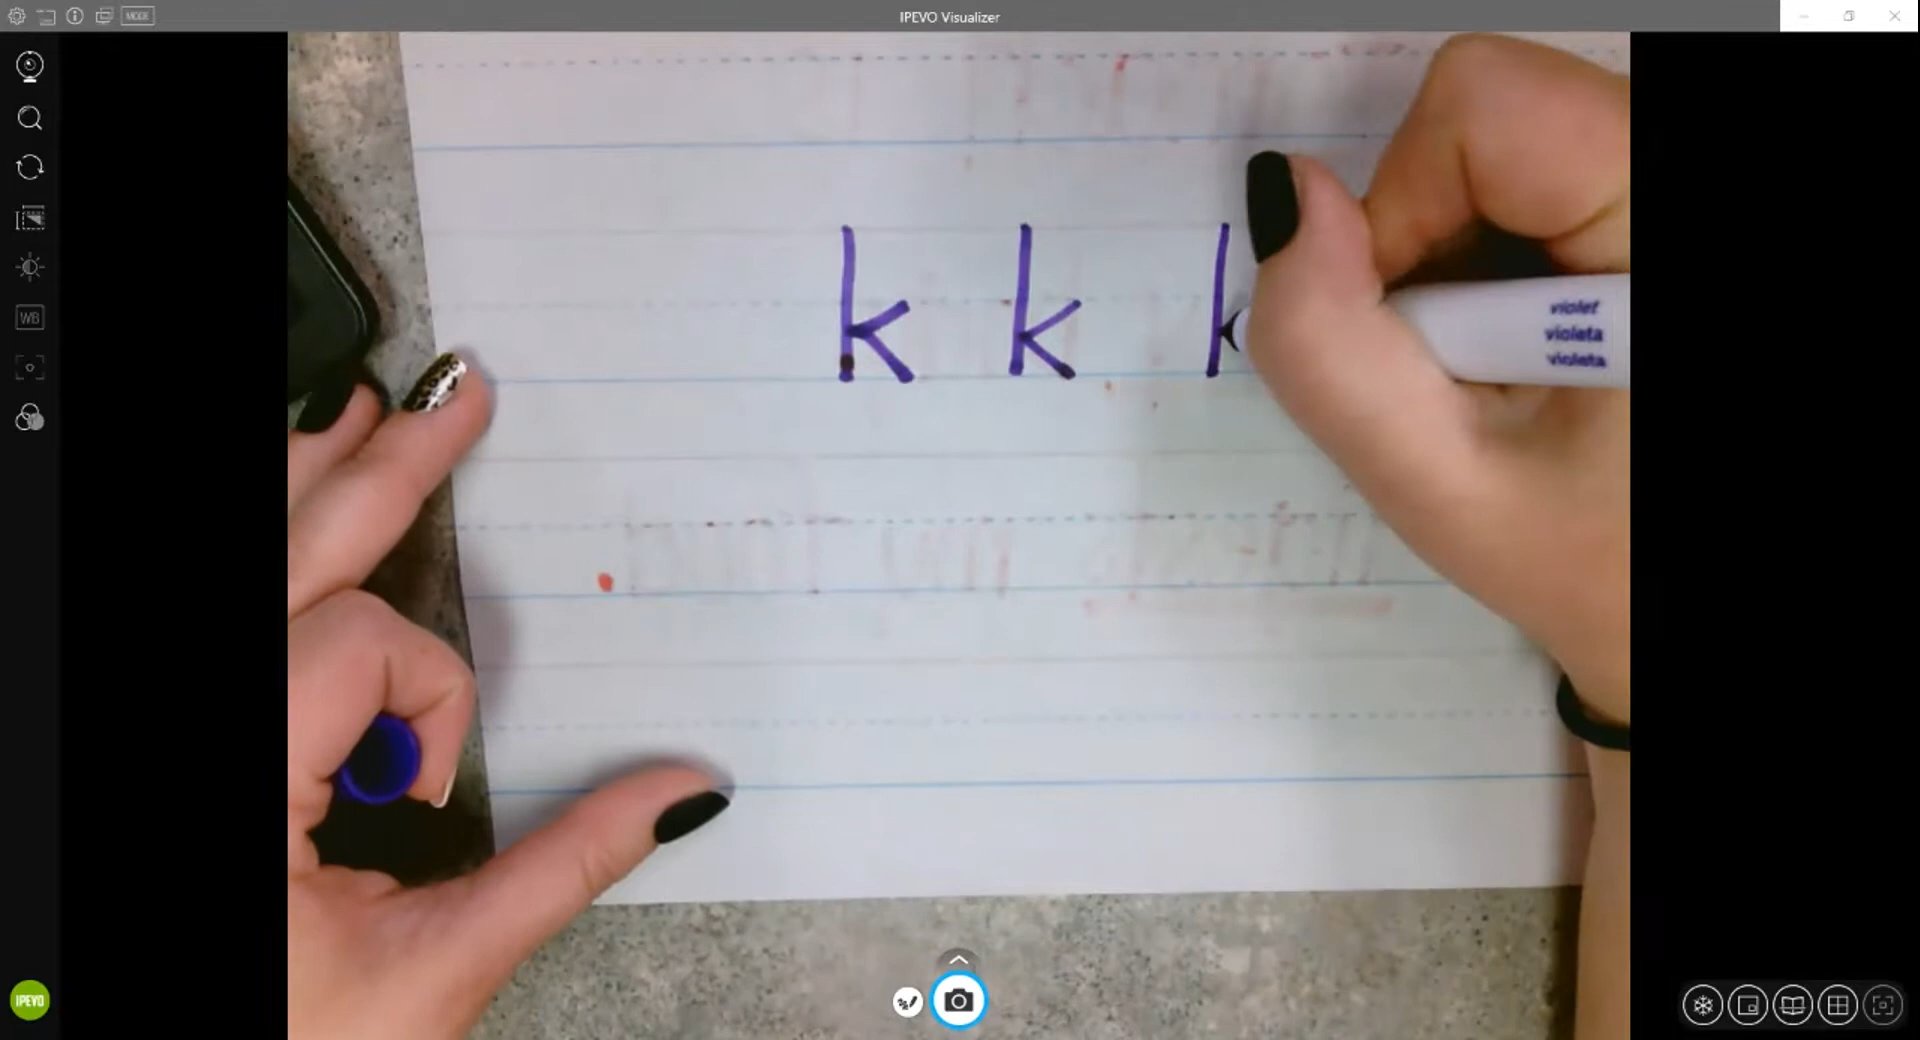 MODE
IPEVO Visualizer
WB
k k k
violet
violeta
violeta
IPEVO